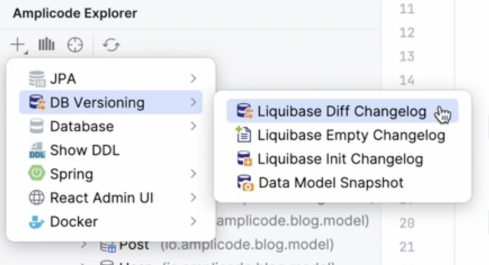 Amplicode Explorer
JPA
DB Versioning
Database
Show DDL
Spring
React Admin UI
Docker
Liquibase Diff Changelog
Liquibase Empty Changelog
Liquibase Init Changelog
Data Model Snapshot
amplicode.blog.model)
Post (io.amplicode.blog.model)
11
12
13
14
20
21